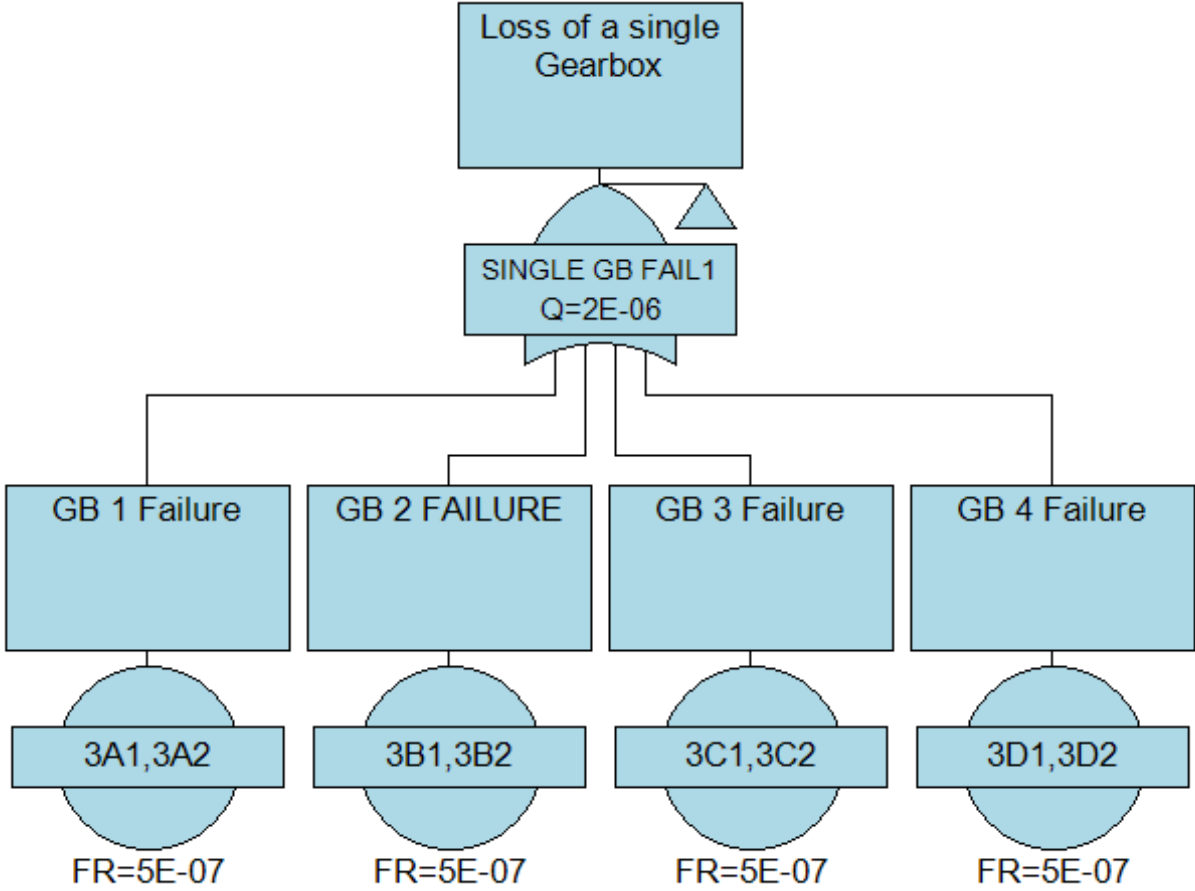 Loss of a single
Gearbox
SINGLE GB FAIL1
Q=2E-06
GB 1 Failure
GB 2 FAILURE
GB 3 Failure
GB 4 Failure
3A1,3A2
3B1,3B2
3C1,3C2
3D1,3D2
FR=5E-07
FR=5E-07
FR=5E-07
FR=5E-07